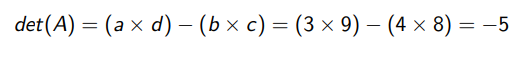 det(A) = (a × d) − (b × c) = (3 × 9) − (4 × 8) = −5